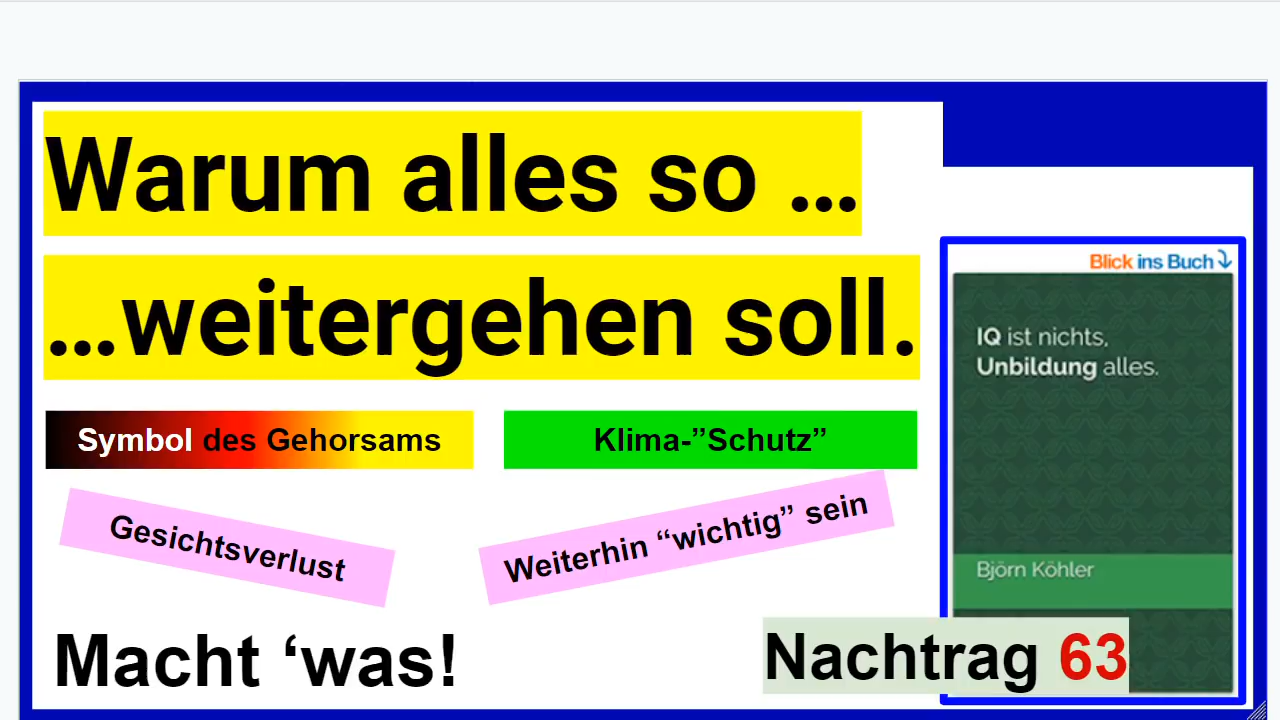 Warum alles so ...
...weitergehen soll.
Blick ins Buch
IQ ist nichts,
Unbildung alles.
Symbol des Gehorsams
Klima-”Schutz”
Gesichtsverlust
Weiterhin “wichtig” sein
Björn Köhler
Macht ‘was!
Nachtrag 63